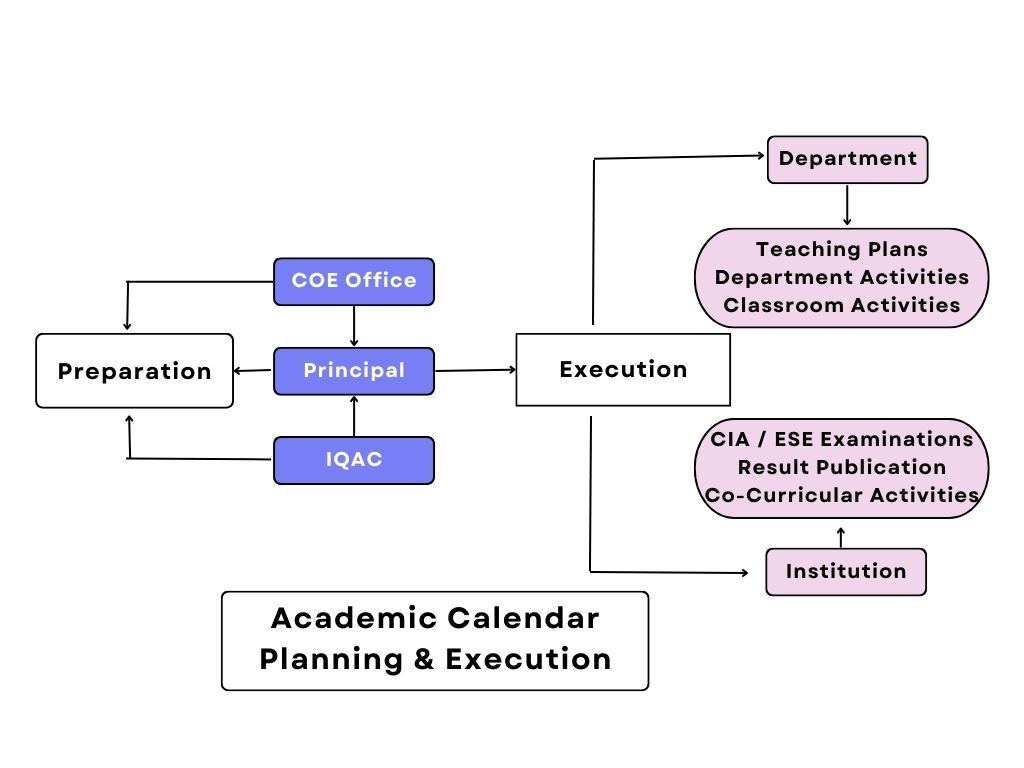 Department
Teaching Plans
Department Activities
Classroom Activities
COE Office
Preparation
Principal
Execution
IQAC
CIA / ESE Examinations
Result Publication
Co-Curricular Activities
Institution
Academic Calendar
Planning & Execution